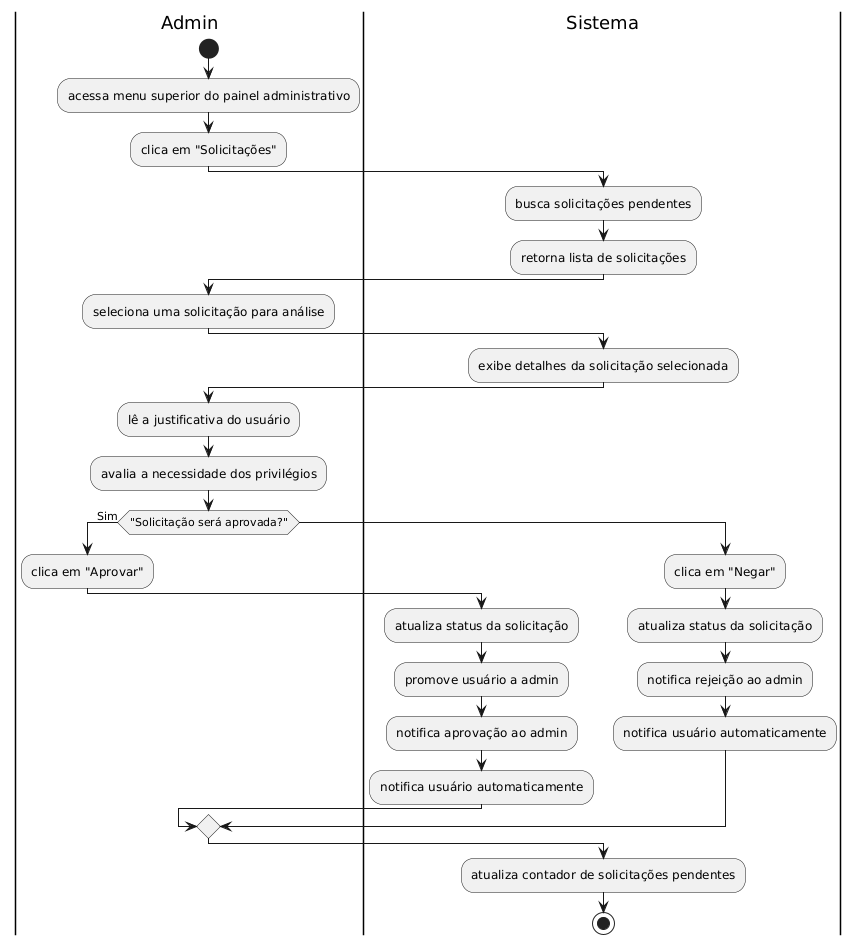 Admin
Sistema
acessa menu superior do painel administrativo
clica em "Solicitações"
busca solicitações pendentes
retorna lista de solicitações
seleciona uma solicitação para análise
exibe detalhes da solicitação selecionada
lê a justificativa do usuário
avalia a necessidade dos privilégios
Sim
"Solicitação será aprovada?"
clica em "Aprovar"
clica em "Negar"
atualiza status da solicitação
atualiza status da solicitação
promove usuário a admin
notifica rejeição ao admin
notifica aprovação ao admin
notifica usuário automaticamente
notifica usuário automaticamente
atualiza contador de solicitações pendentes